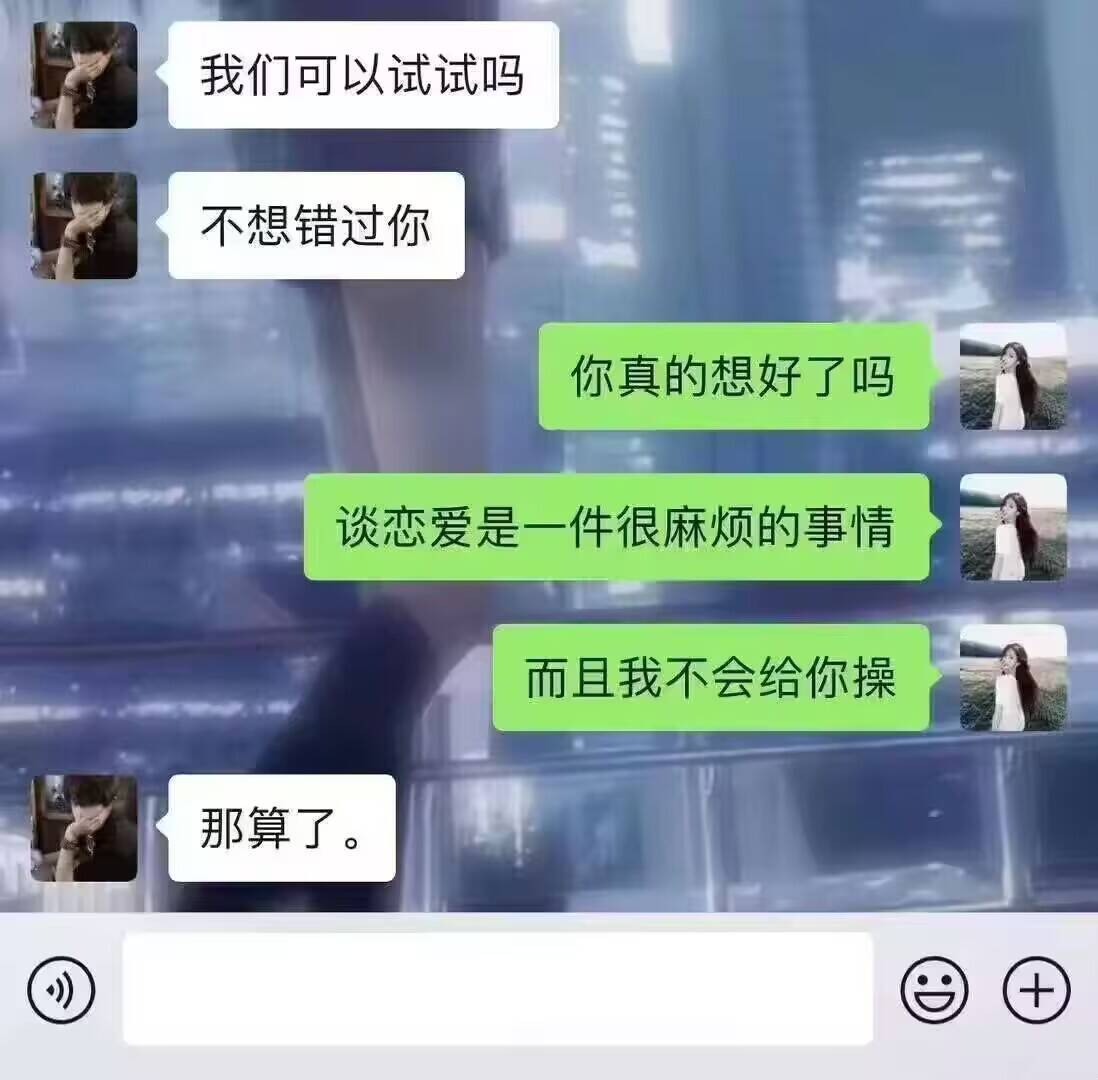 我们可以试试吗
不想错过你
你真的想好了吗
谈恋爱是一件很麻烦的事情
而且我不会给你操
那算了。